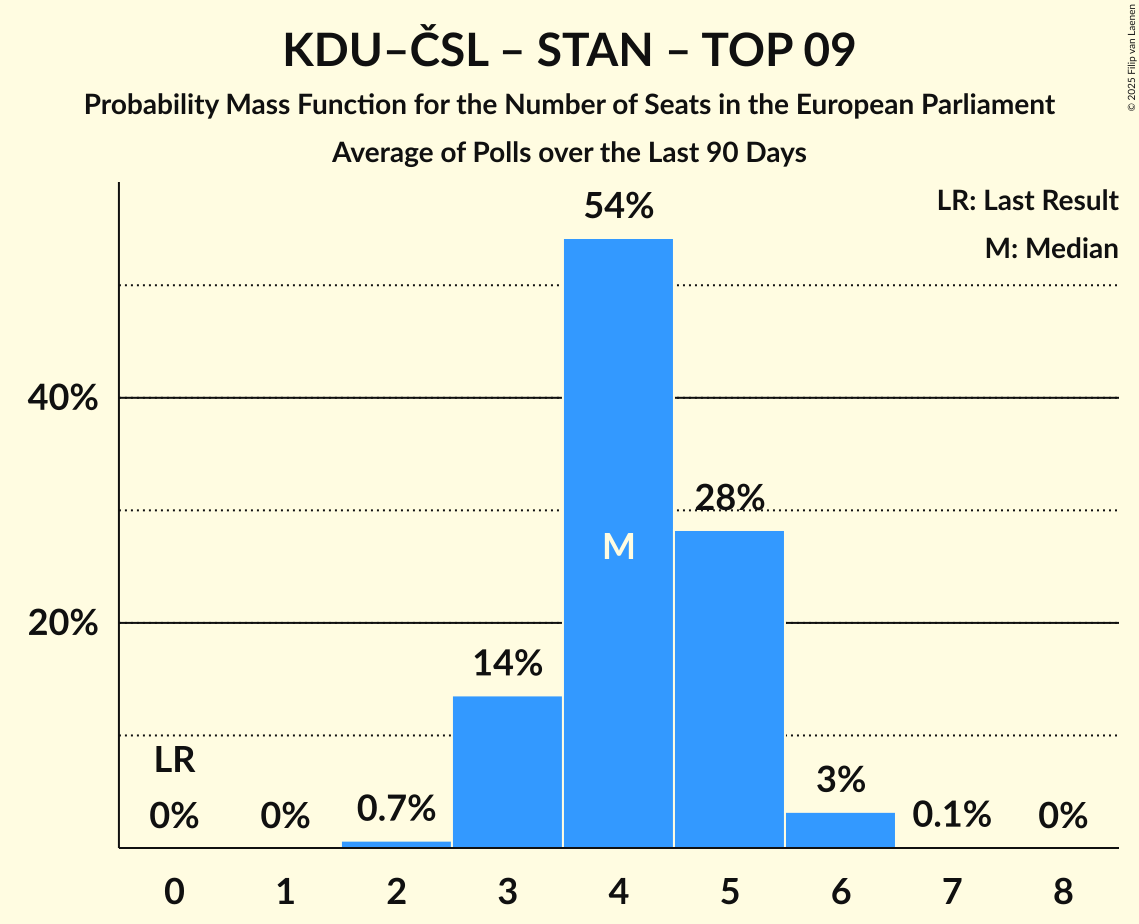 KDU–ČSL – STAN – TOP 09
Probability Mass Function for the Number of Seats in the European Parliament
Average of Polls over the Last 90 Days
© 2025 Filip van Laenen
LR: Last Result
M: Median
54%
40%
28%
M
20%
14%
LR
0%
0%
0.7%
3%
0.1%
0%
0 1 2 3 4 5 6 7 8